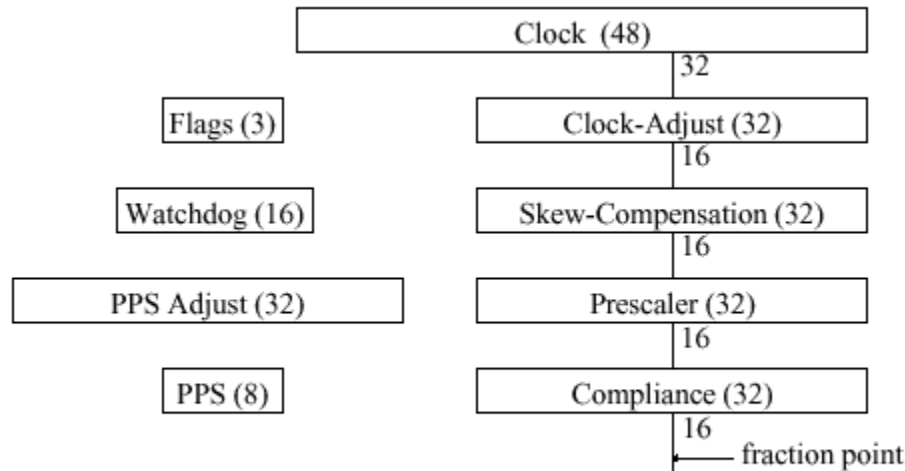 Clock (48)
32
Flags (3)
Clock-Adjust (32)
16
Watchdog (16)
Skew-Compensation (32)
16
PPS Adjust (32)
Prescaler (32)
16
PPS (8)
Compliance (32)
16
fraction point